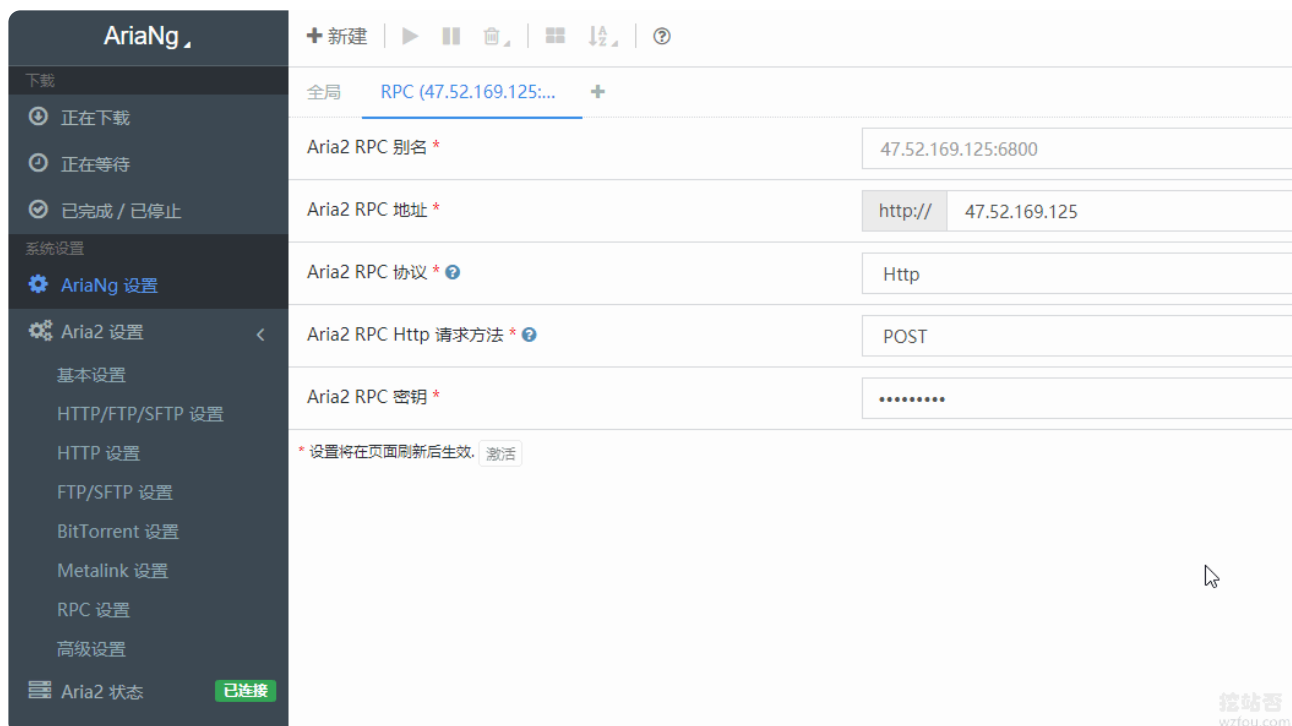 AriaNg
新建
下载
正在下载
正在等待
已完成 / 已停止
系统设置
AriaNg 设置
Aria2 设置
基本设置
HTTP/FTP/SFTP 设置
HTTP 设置
FTP/SFTP 设置
BitTorrent 设置
Metalink 设置
RPC 设置
高级设置
Aria2 状态 已连接
全局 RPC (47.52.169.125:...
Aria2 RPC 别名 * 47.52.169.125:6800
Aria2 RPC 地址 * http:// 47.52.169.125
Aria2 RPC 协议 * Http
Aria2 RPC Http 请求方法 * POST
Aria2 RPC 密钥 * •••••••••
* 设置将在页面刷新后生效. 激活
挖站否
wzfou.com